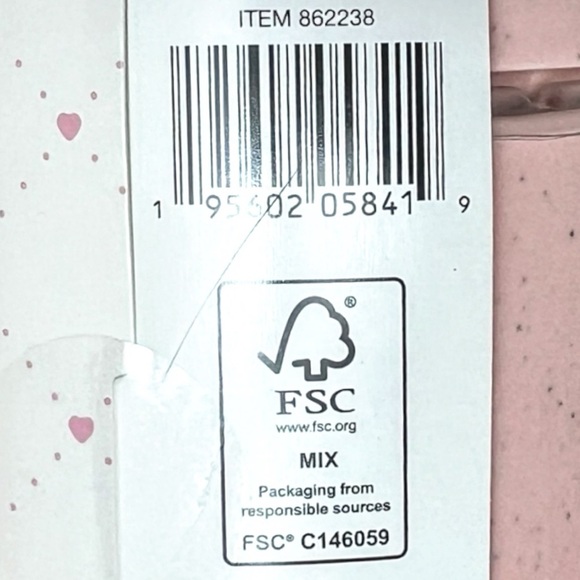 ITEM 862238
1 95602 05841 9
®
FSC
www.fsc.org
MIX
Packaging from
responsible sources
FSC® C146059